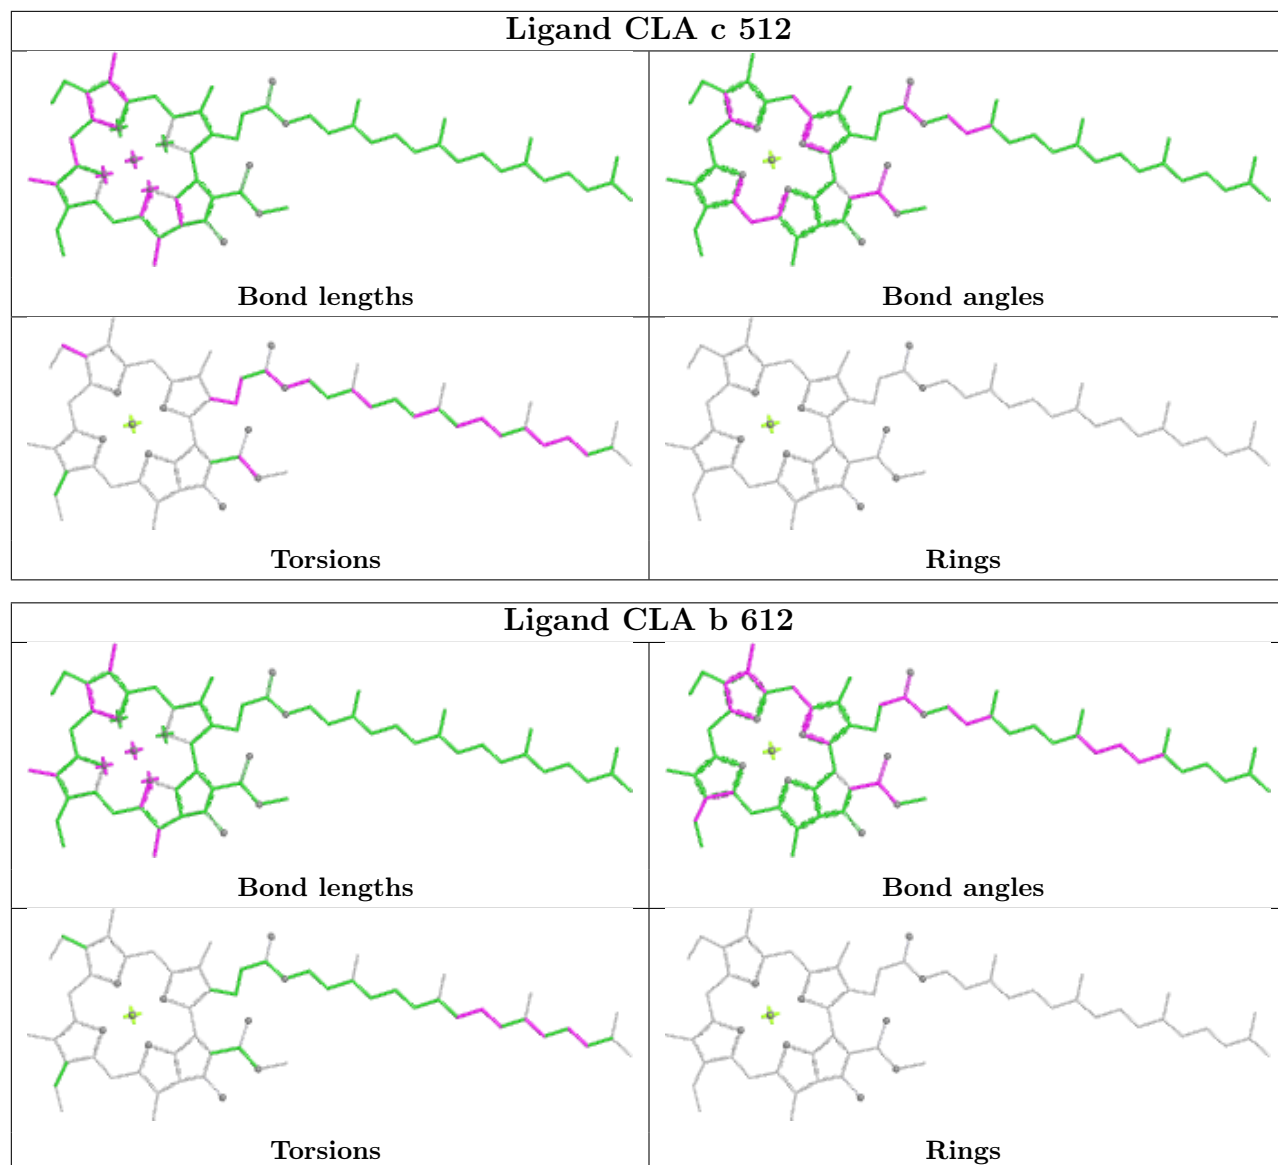 Ligand CLA c 512
Bond lengths
Bond angles
Torsions
Rings
Ligand CLA b 612
Bond lengths
Bond angles
Torsions
Rings